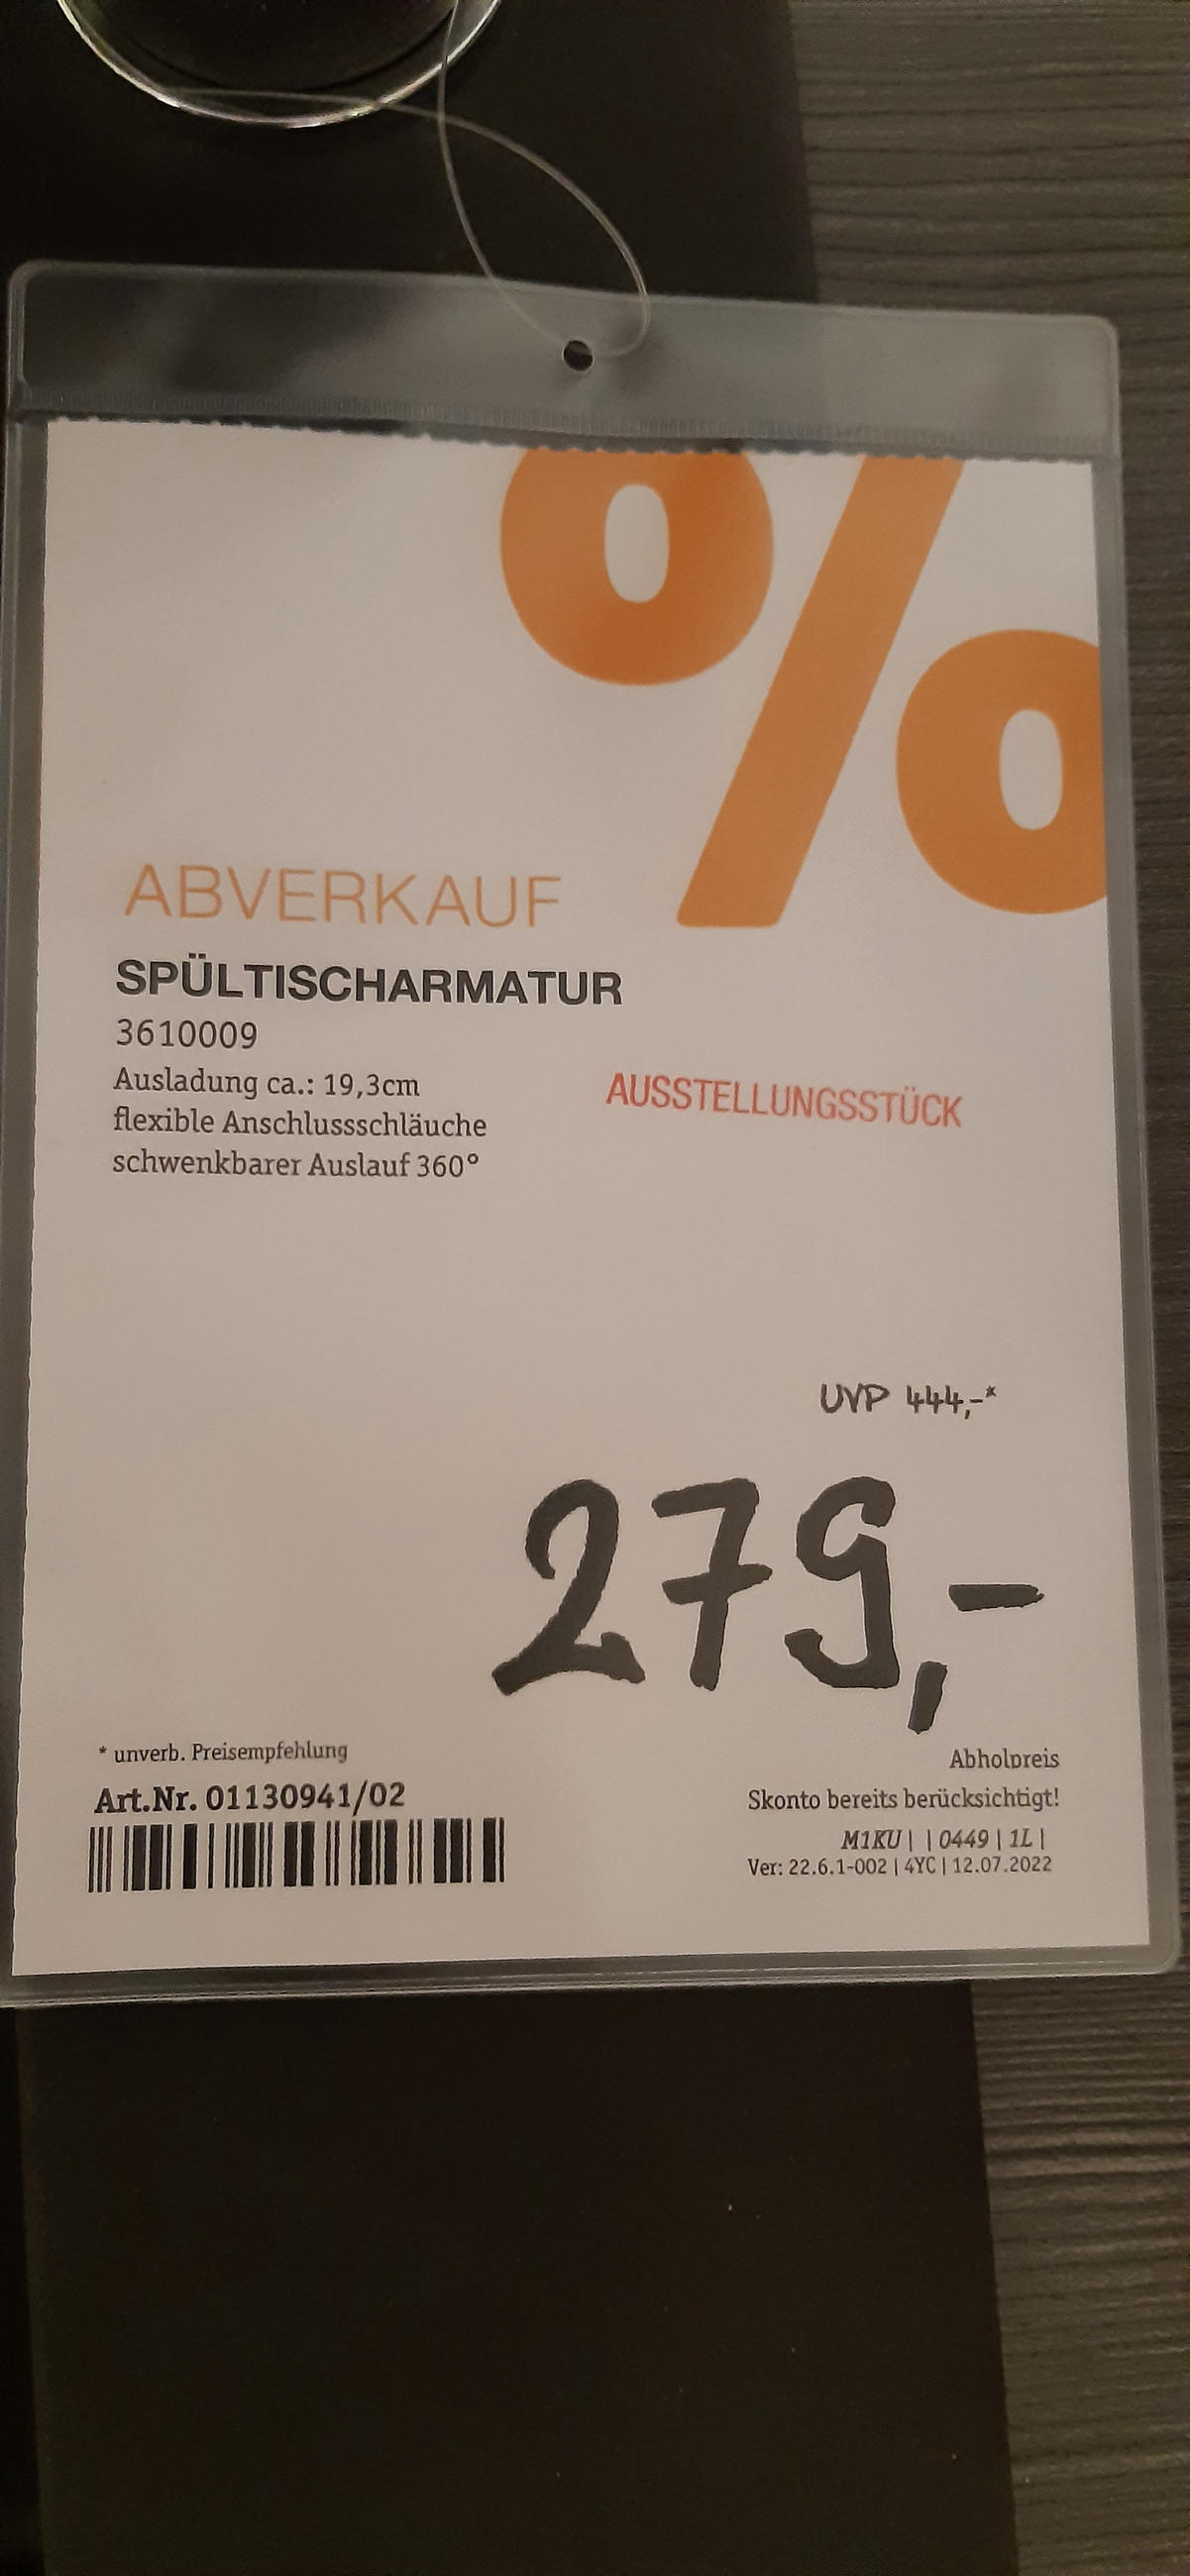 %
ABVERKAUF
SPÜLTISCHARMATUR
3610009
Ausladung ca.: 19,3cm
flexible Anschlussschläuche
schwenkbarer Auslauf 360°
AUSSTELLUNGSSTÜCK
UVP 444,-*
279,-
* unverb. Preisempfehlung
Art.Nr. 01130941/02
Abholpreis
Skonto bereits berücksichtigt!
M1KU | | 0449 | 1L |
Ver: 22.6.1-002 | 4YC | 12.07.2022